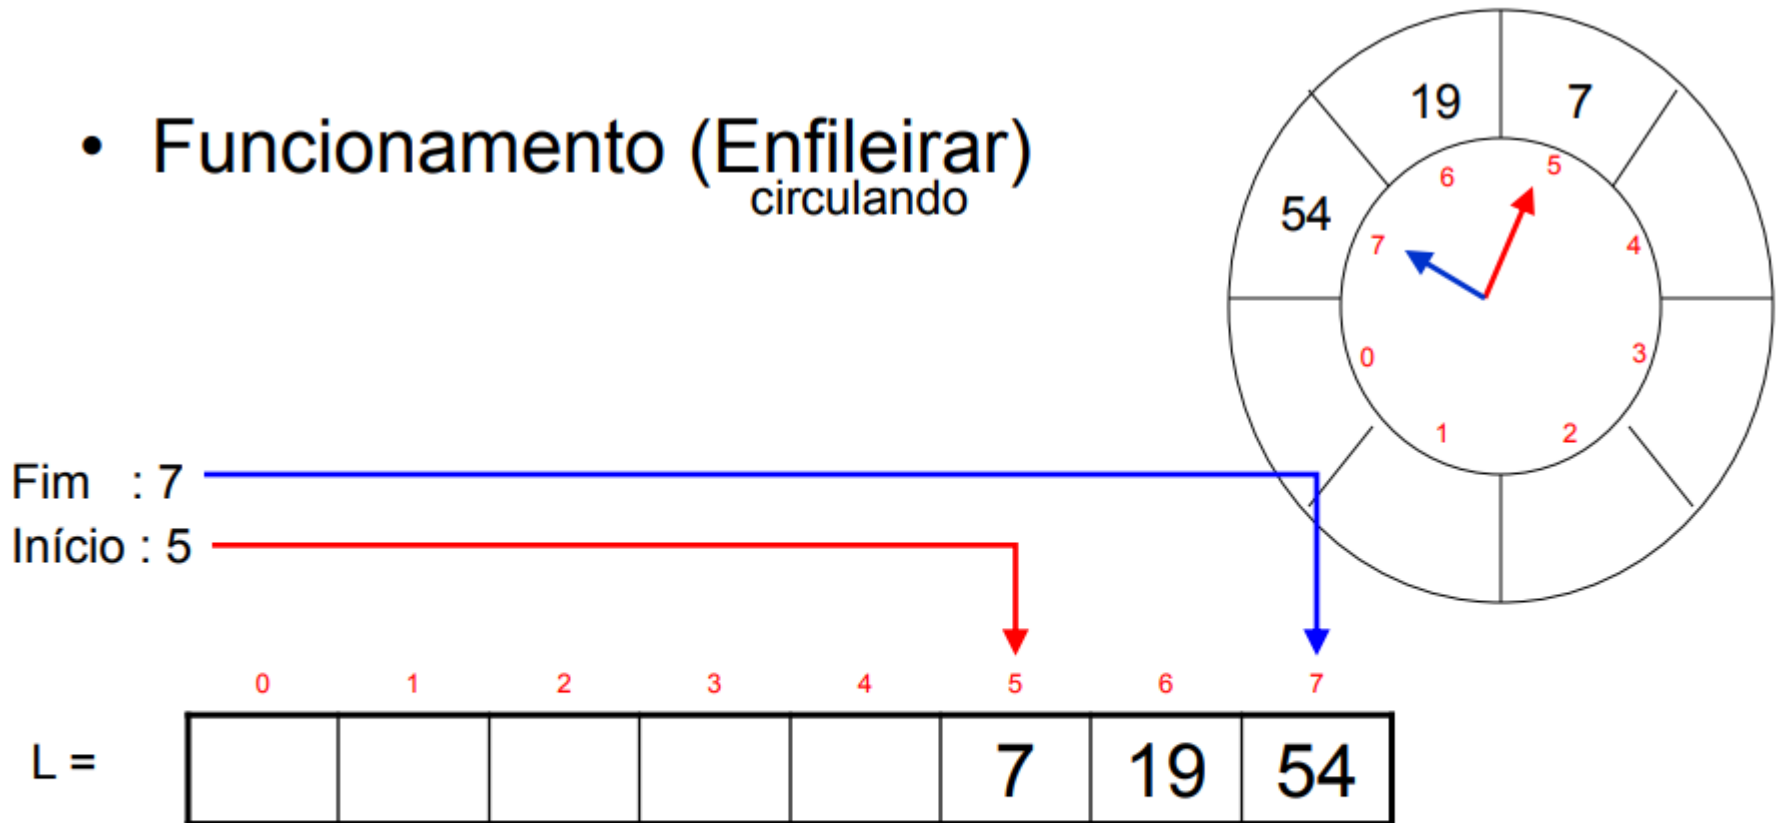 • Funcionamento (Enfileirar)
circulando
19 7
6 5
54
7 4
0 3
1 2
Fim : 7
Início : 5
0 1 2 3 4 5 6 7
L = 7 19 54